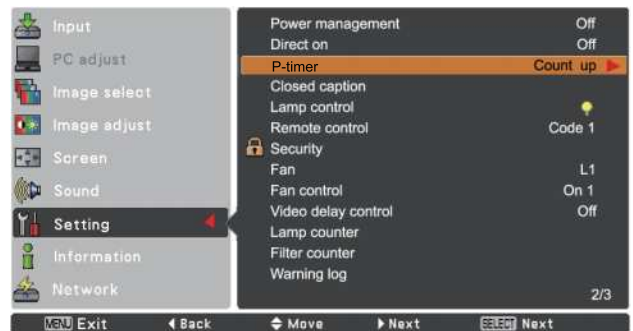 Input
PC adjust
Image select
Image adjust
Screen
Sound
Setting
Information
Network
Power management Off
Direct on Off
P-timer Count up
Closed caption
Lamp control
Remote control Code 1
Security
Fan L1
Fan control On 1
Video delay control Off
Lamp counter
Filter counter
Warning log
2/3
MENU Exit Back Move Next SELECT Next